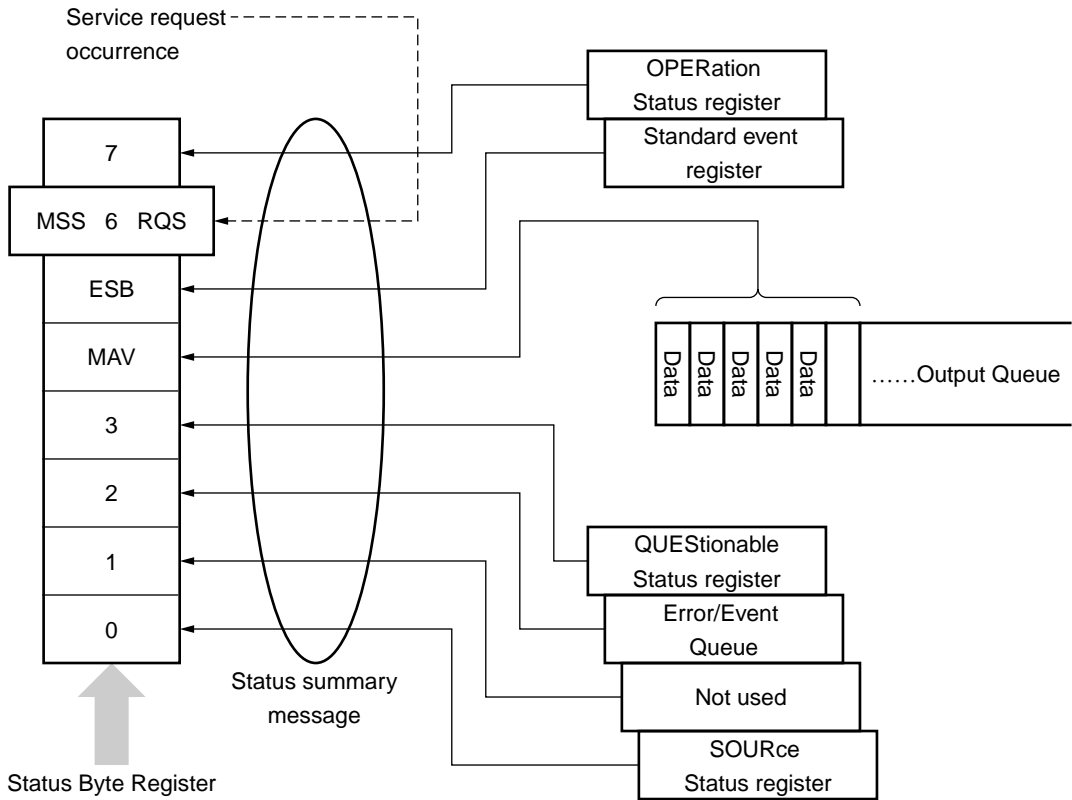 Service request
occurrence
OPERation
Status register
Standard event
register
7
MSS 6 RQS
ESB
MAV
3
2
1
0
Data
Data
Data
Data
Data
……Output Queue
QUEStionable
Status register
Error/Event
Queue
Not used
SOURce
Status register
Status summary
message
Status Byte Register